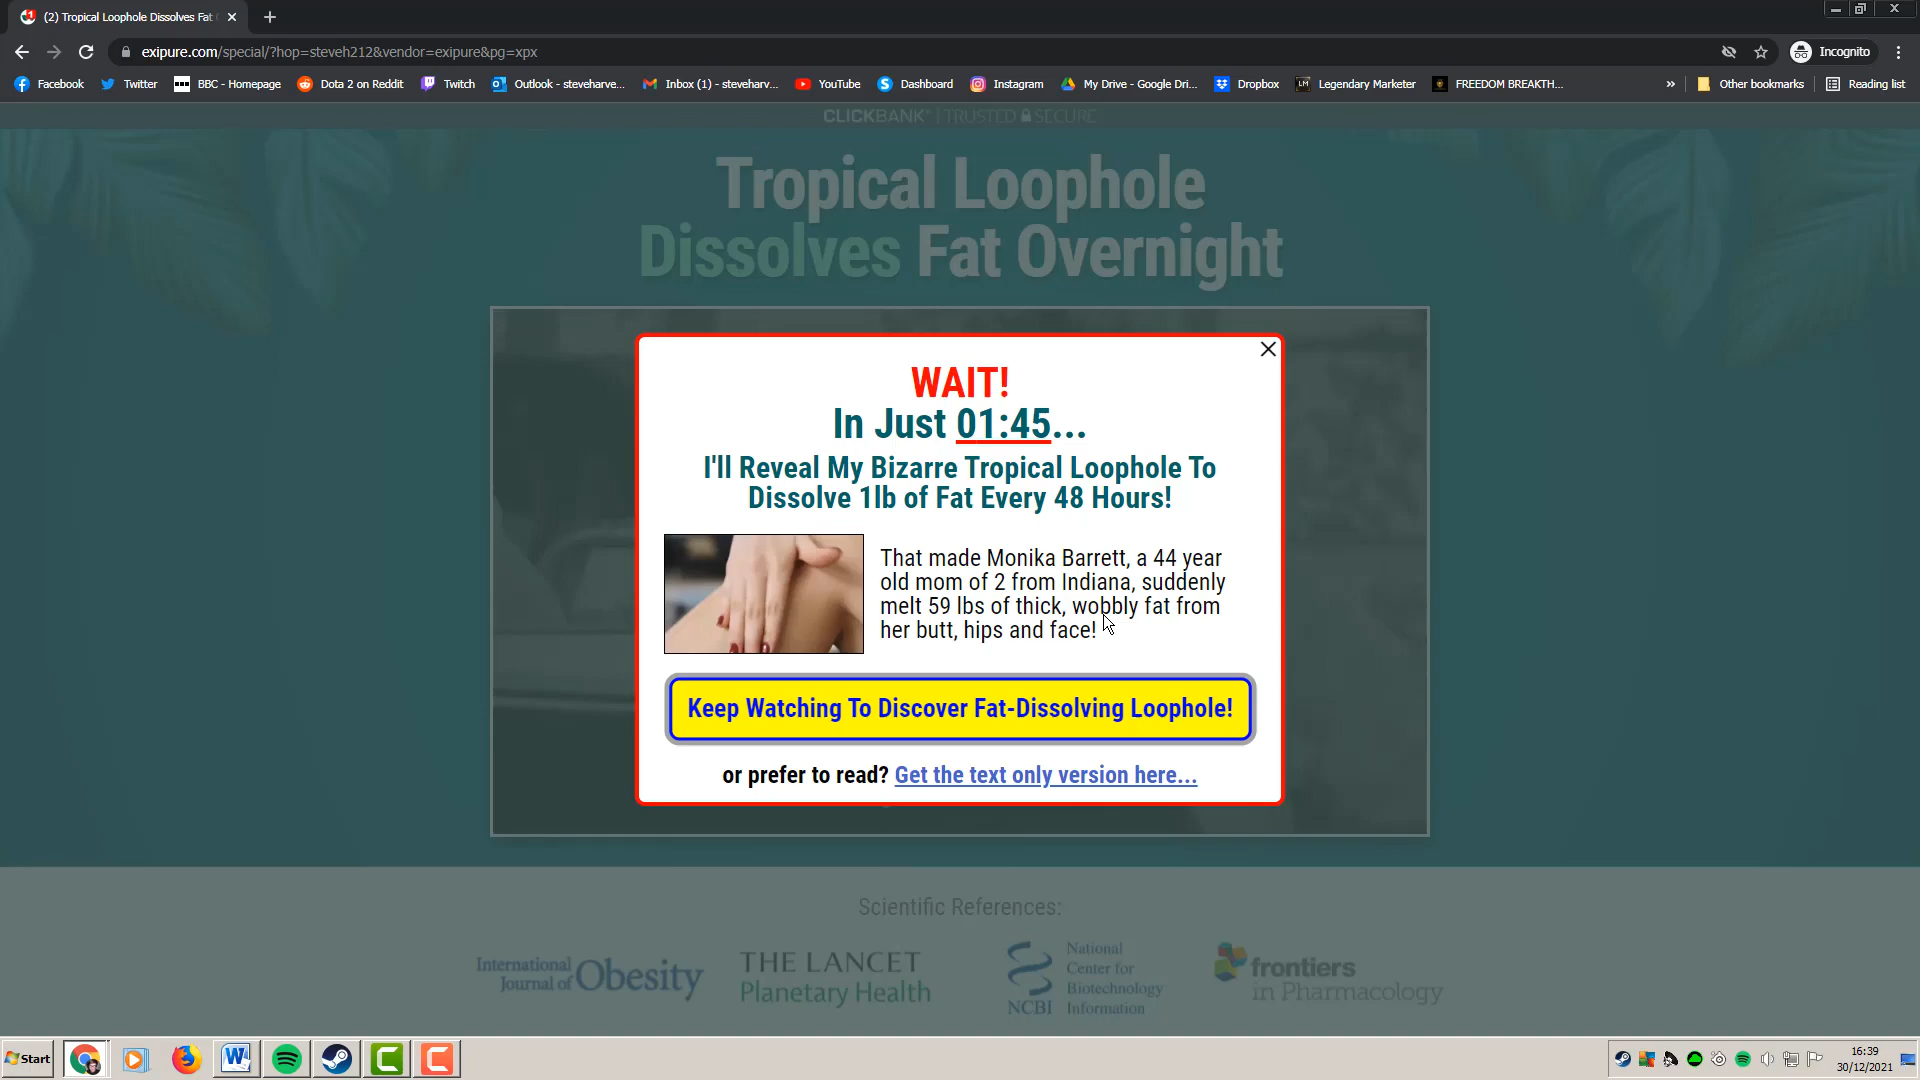 (2) Tropical Loophole Dissolves Fat
exipure.com/special/?hop=steveh212&vendor=exipure&pg=xpx
Incognito
Facebook
Twitter
BBC - Homepage
Dota 2 on Reddit
Twitch
Outlook - steveharve...
Inbox (1) - steveharv...
YouTube
Dashboard
Instagram
My Drive - Google Dri...
Dropbox
LM
Legendary Marketer
FREEDOM BREAKTH...
»
Other bookmarks
Reading list
CLICKBANK | TRUSTED SECURE
Tropical Loophole
Dissolves Fat Overnight
WAIT!
In Just 01:45...
I'll Reveal My Bizarre Tropical Loophole To
Dissolve 1lb of Fat Every 48 Hours!
That made Monika Barrett, a 44 year
old mom of 2 from Indiana, suddenly
melt 59 lbs of thick, wobbly fat from
her butt, hips and face!
Keep Watching To Discover Fat-Dissolving Loophole!
or prefer to read? Get the text only version here...
Scientific References:
International
Journal of Obesity
THE LANCET
Planetary Health
NCBI
National
Center for
Biotechnology
Information
frontiers
in Pharmacology
Start
16:39
30/12/2021